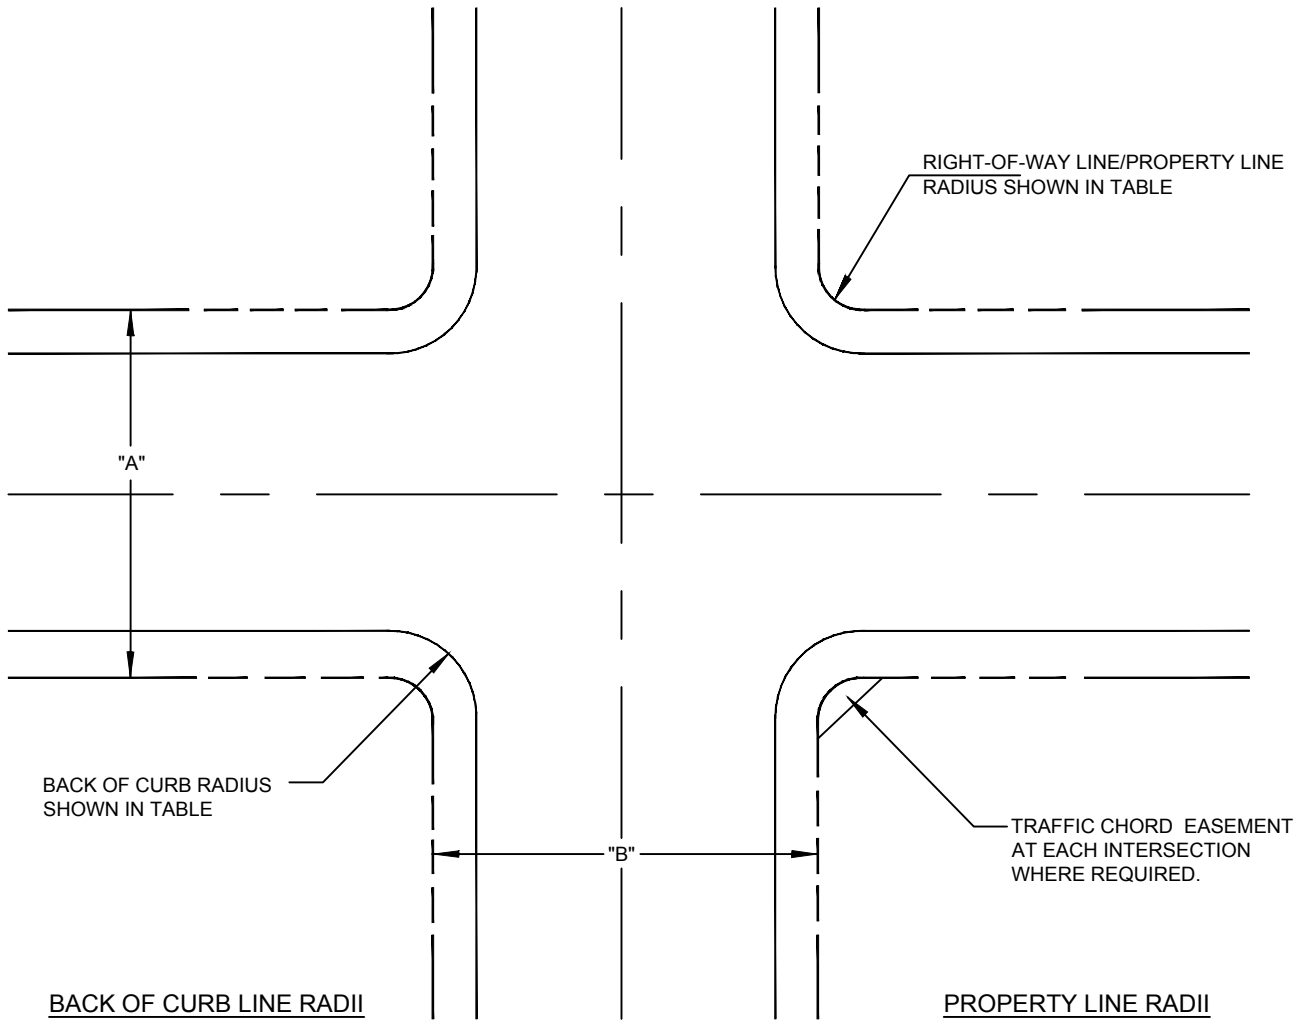 RIGHT-OF-WAY LINE/PROPERTY LINE
RADIUS SHOWN IN TABLE
"A"
BACK OF CURB RADIUS
SHOWN IN TABLE
"B"
TRAFFIC CHORD EASEMENT
AT EACH INTERSECTION
WHERE REQUIRED.
BACK OF CURB LINE RADII
PROPERTY LINE RADII